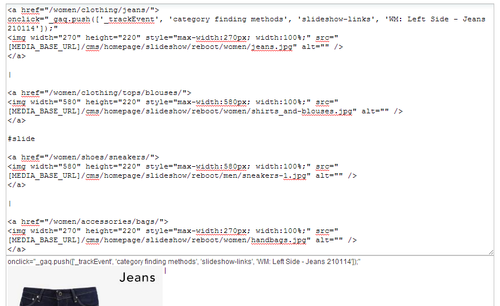 <a href="/women/clothing/jeans/">
onclick="_gaq.push(['_trackEvent', 'category finding methods', 'slideshow-links', 'WM: Left Side - Jeans
210114']);"
<img width="270" height="220" style="max-width:270px; width:100%;" src="
[MEDIA_BASE_URL]/cms/homepage/slideshow/reboot/women/jeans.jpg" alt="" />
</a>
|
<a href="/women/clothing/tops/blouses/">
<img width="580" height="220" style="max-width:580px; width:100%;" src="
[MEDIA_BASE_URL]/cms/homepage/slideshow/reboot/women/shirts_and-blouses.jpg" alt="" />
</a>
#slide
<a href="/women/shoes/sneakers/">
<img width="580" height="220" style="max-width:580px; width:100%;" src="
[MEDIA_BASE_URL]/cms/homepage/slideshow/reboot/men/sneakers-1.jpg" alt="" />
</a>
|
<a href="/women/accessories/bags/">
<img width="270" height="220" style="max-width:270px; width:100%;" src="
[MEDIA_BASE_URL]/cms/homepage/slideshow/reboot/women/handbags.jpg" alt="" />
</a>
onclick="_gaq.push(['_trackEvent', 'category finding methods', 'slideshow-links', 'WM: Left Side - Jeans 210114']);"
Jeans
|